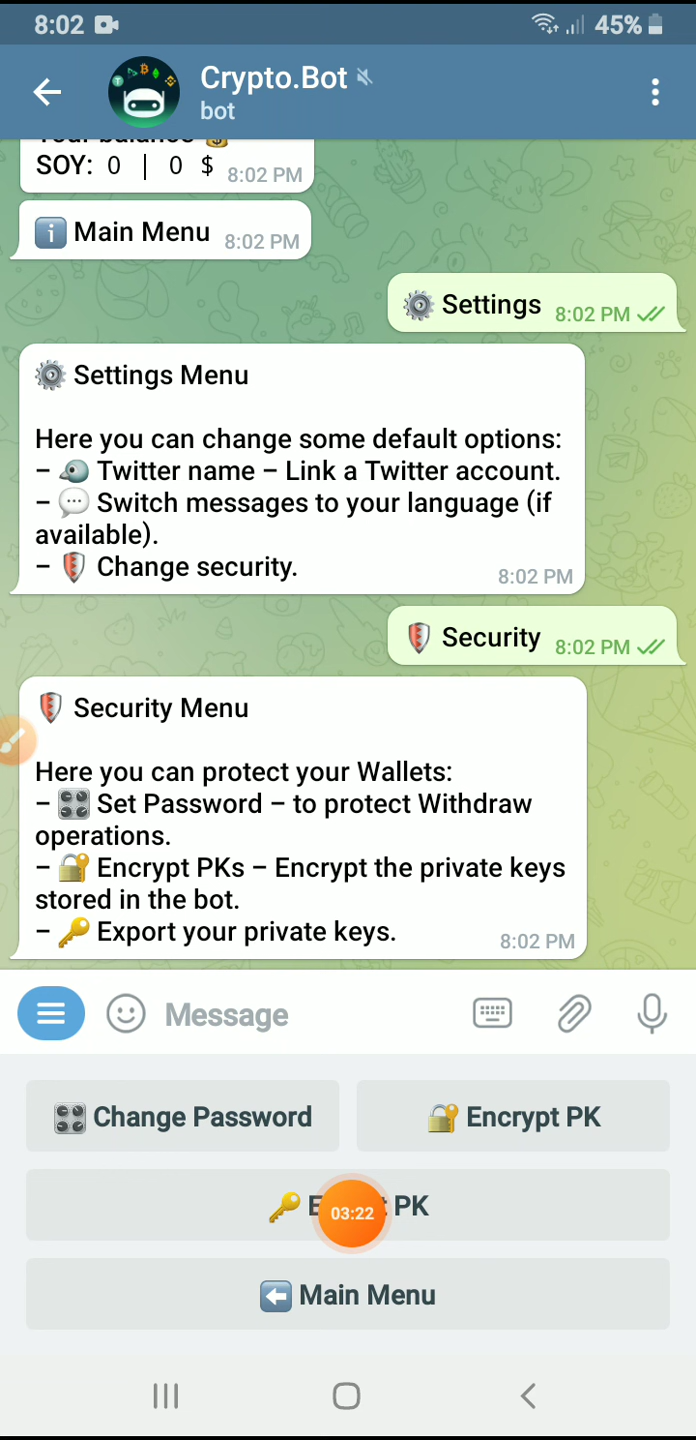 8:02 45%
Crypto.Bot
bot
SOY: 0 | 0 $ 8:02 PM
Main Menu 8:02 PM
Settings 8:02 PM
Settings Menu
Here you can change some default options:
– Twitter name – Link a Twitter account.
– Switch messages to your language (if
available).
– Change security.
8:02 PM
Security 8:02 PM
Security Menu
Here you can protect your Wallets:
– Set Password – to protect Withdraw
operations.
– Encrypt PKs – Encrypt the private keys
stored in the bot.
– Export your private keys.
8:02 PM
Message
Change Password
Encrypt PK
03:22 PK
Main Menu